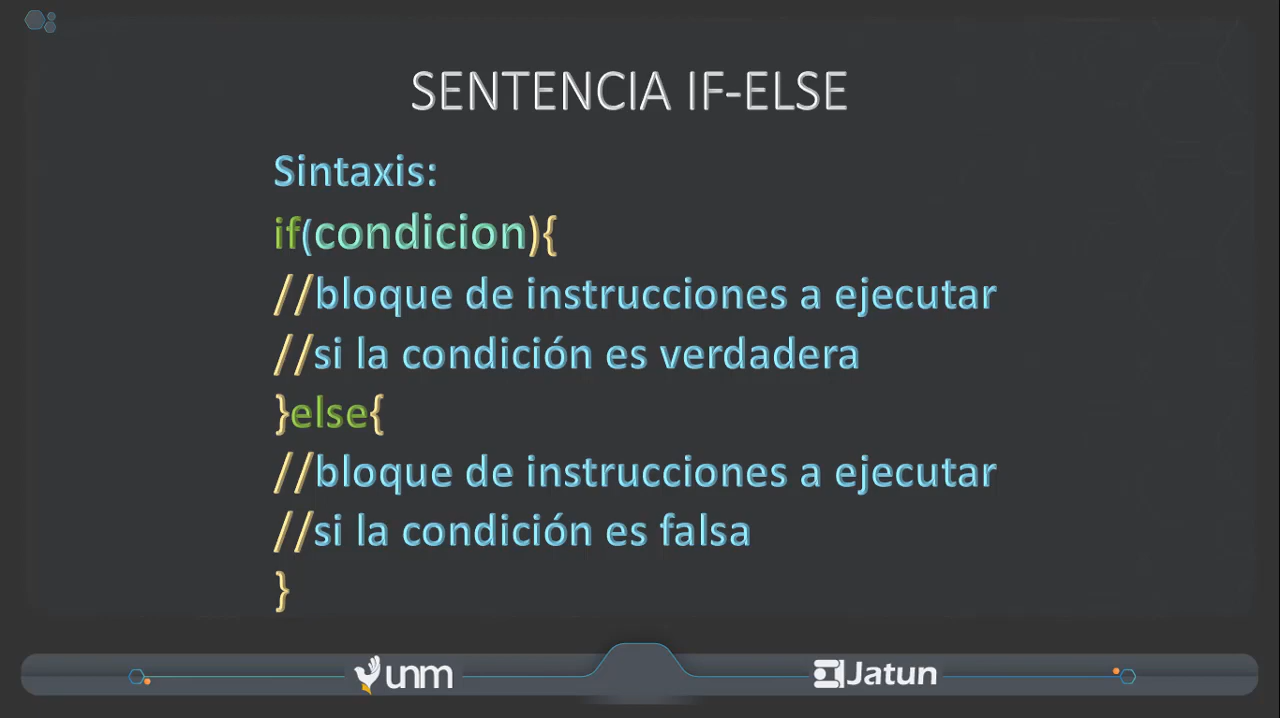 SENTENCIA IF-ELSE
Sintaxis:
if(condicion){
//bloque de instrucciones a ejecutar
//si la condición es verdadera
}else{
//bloque de instrucciones a ejecutar
//si la condición es falsa
}
unm
Jatun